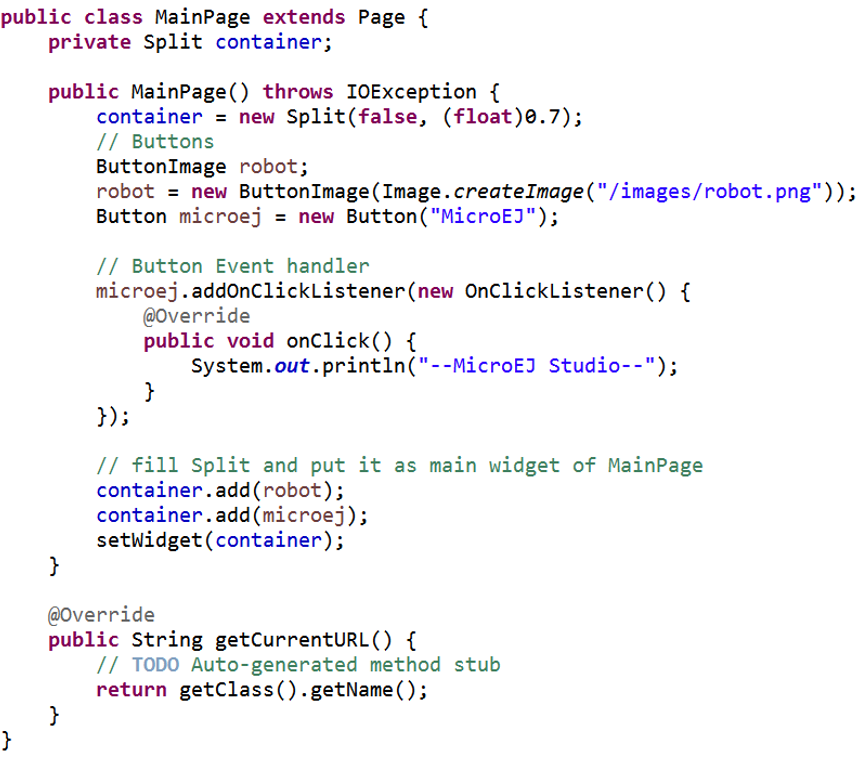 public class MainPage extends Page {
    private Split container;

    public MainPage() throws IOException {
        container = new Split(false, (float)0.7);
        // Buttons
        ButtonImage robot;
        robot = new ButtonImage(Image.createImage("/images/robot.png"));
        Button microej = new Button("MicroEJ");

        // Button Event handler
        microej.addOnClickListener(new OnClickListener() {
            @Override
            public void onClick() {
                System.out.println("--MicroEJ Studio--");
            }
        });

        // fill Split and put it as main widget of MainPage
        container.add(robot);
        container.add(microej);
        setWidget(container);
    }

    @Override
    public String getCurrentURL() {
        // TODO Auto-generated method stub
        return getClass().getName();
    }
}